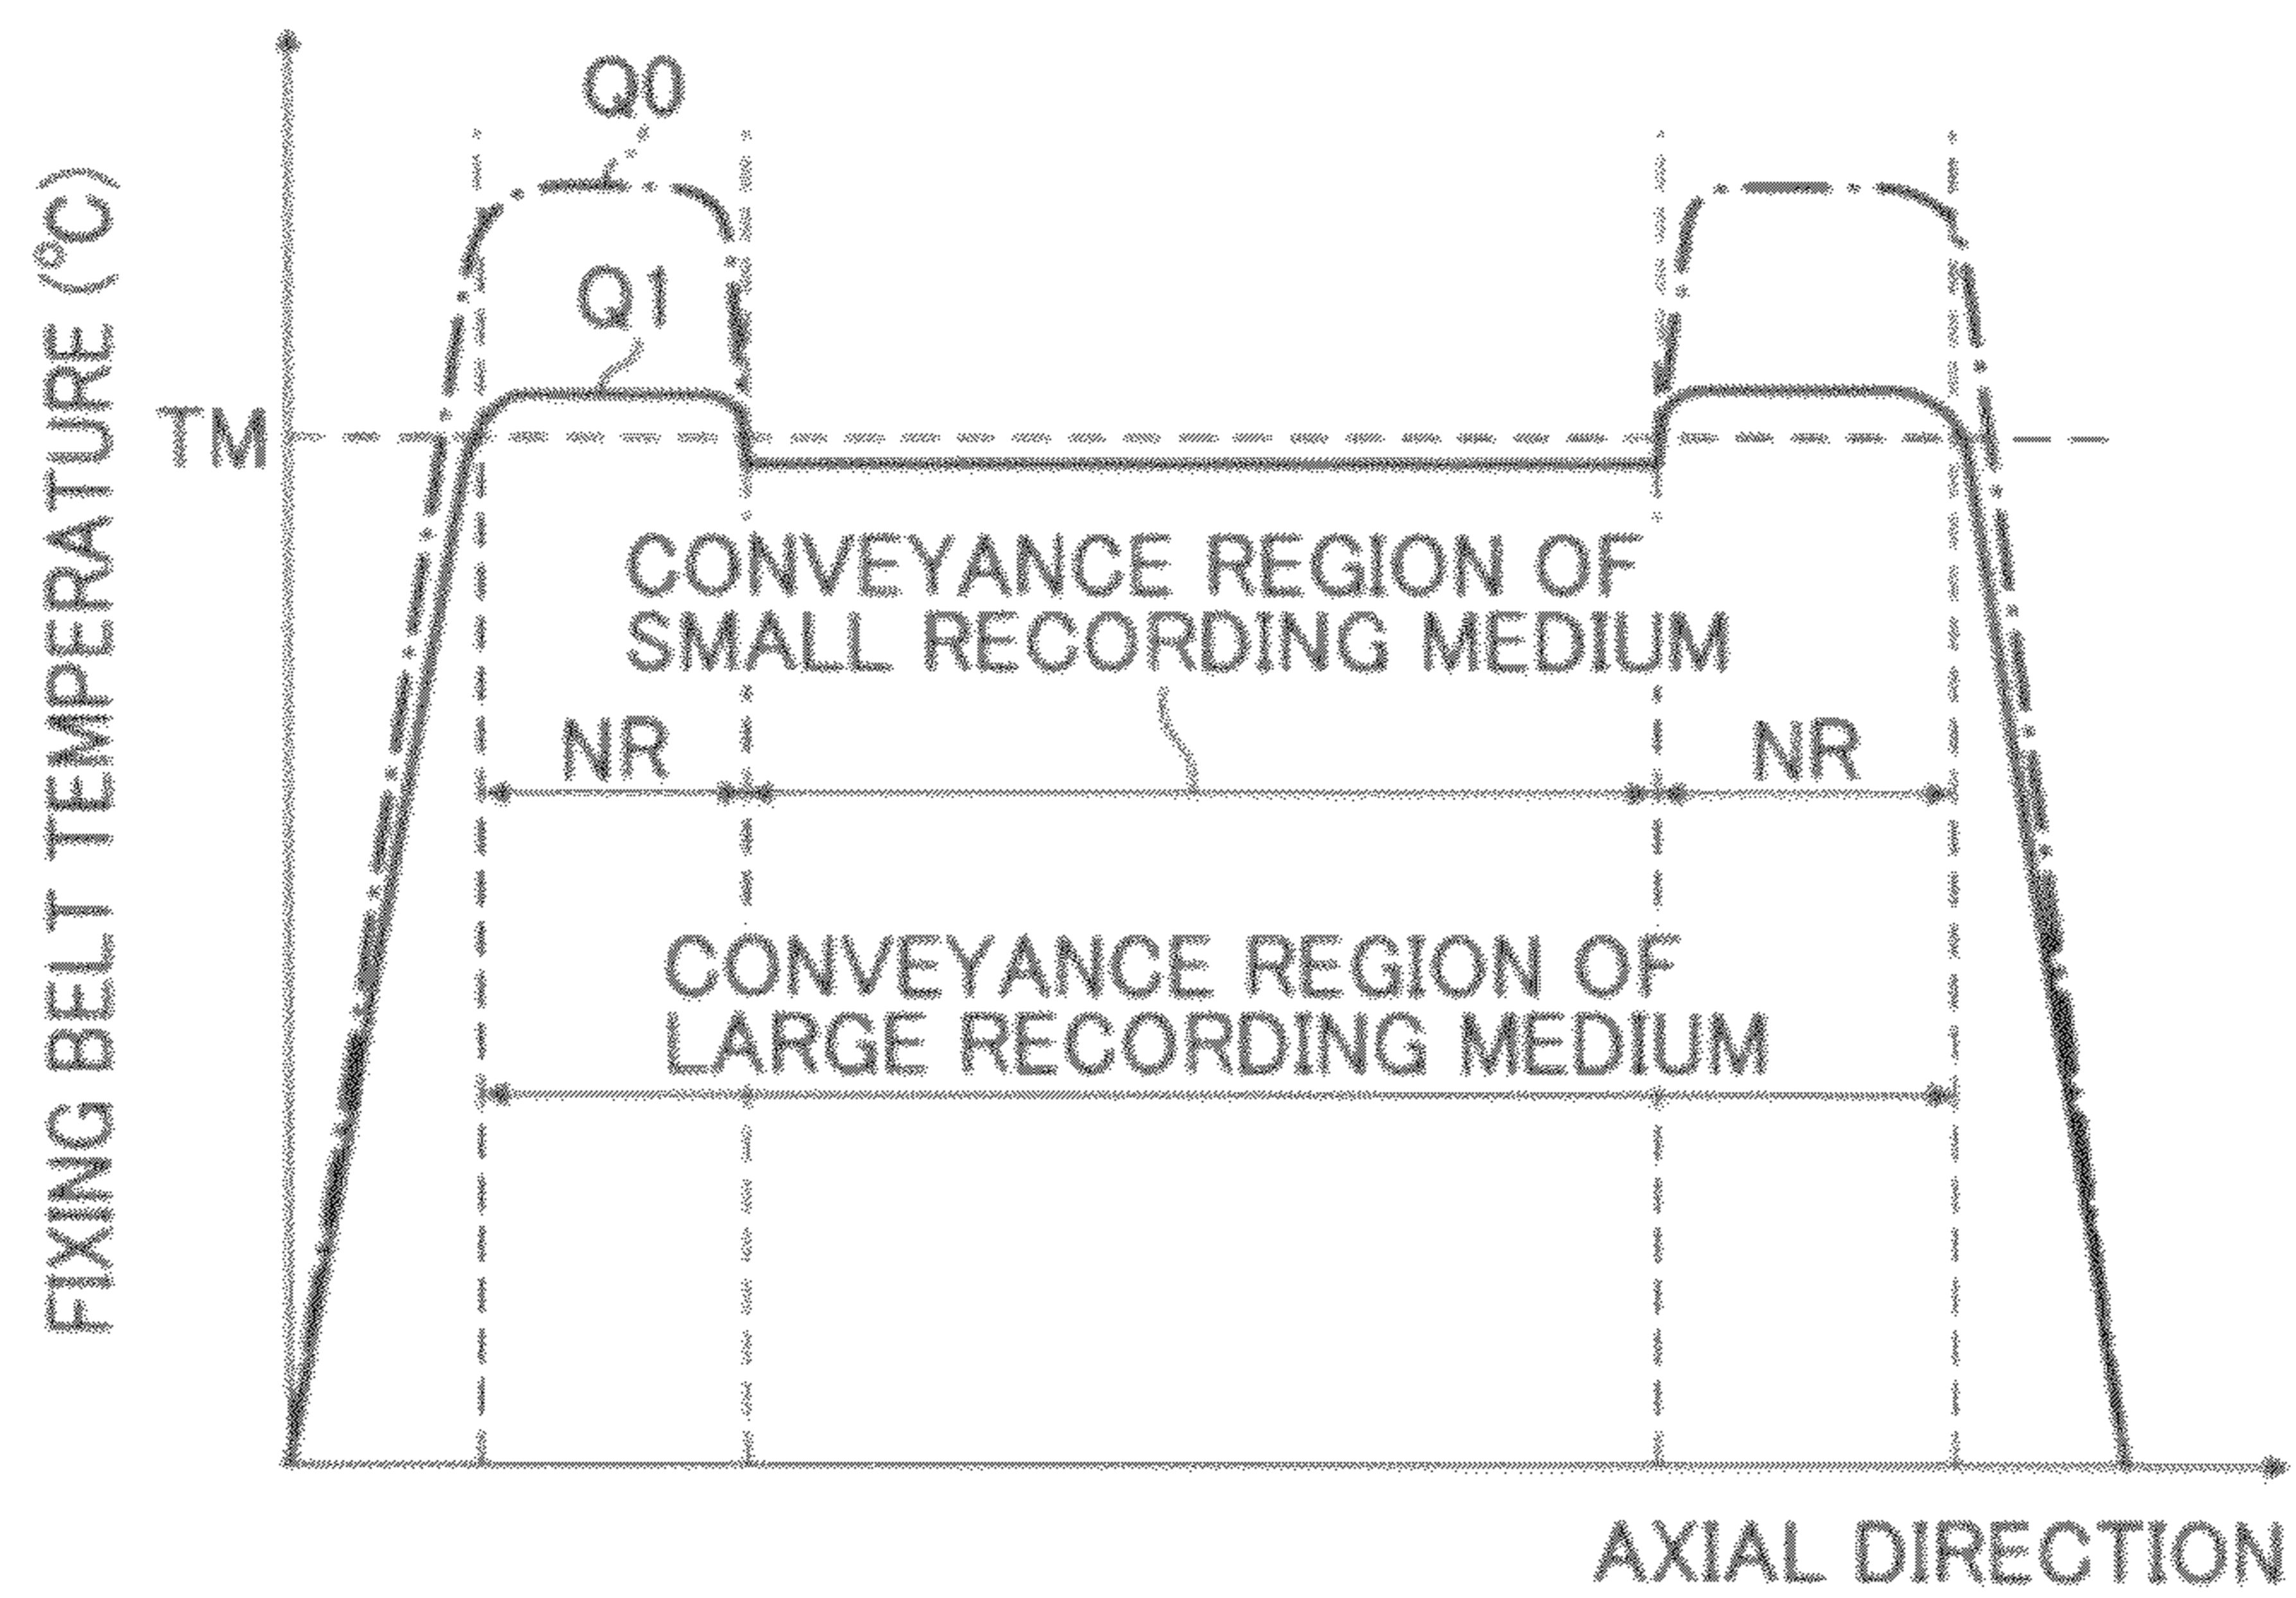 FIXING BELT TEMPERATURE (°C)
Q0
Q1
TM
CONVEYANCE REGION OF
SMALL RECORDING MEDIUM
NR
NR
CONVEYANCE REGION OF
LARGE RECORDING MEDIUM
AXIAL DIRECTION